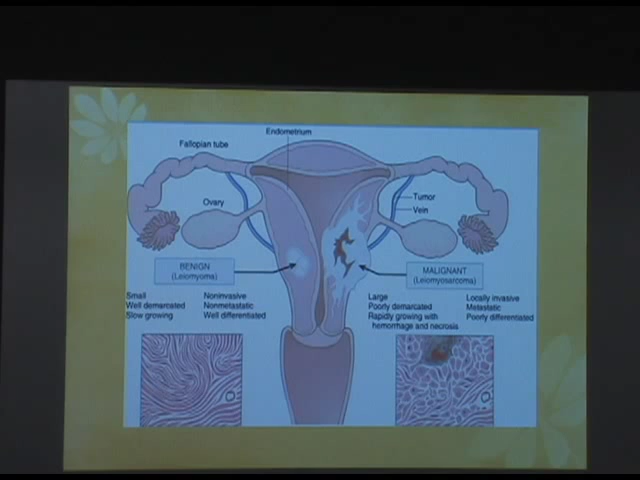 Endometrium
Fallopian tube
Ovary
Tumor
Vein
BENIGN
(Leiomyoma)
MALIGNANT
(Leiomyosarcoma)
Small
Well demarcated
Slow growing
Noninvasive
Nonmetastatic
Well differentiated
Large
Poorly demarcated
Rapidly growing with
hemorrhage and necrosis
Locally invasive
Metastatic
Poorly differentiated